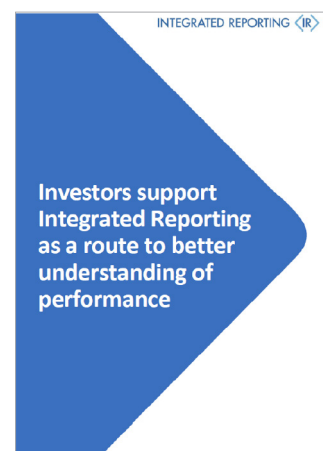 INTEGRATED REPORTING <IR>
Investors support
Integrated Reporting
as a route to better
understanding of
performance